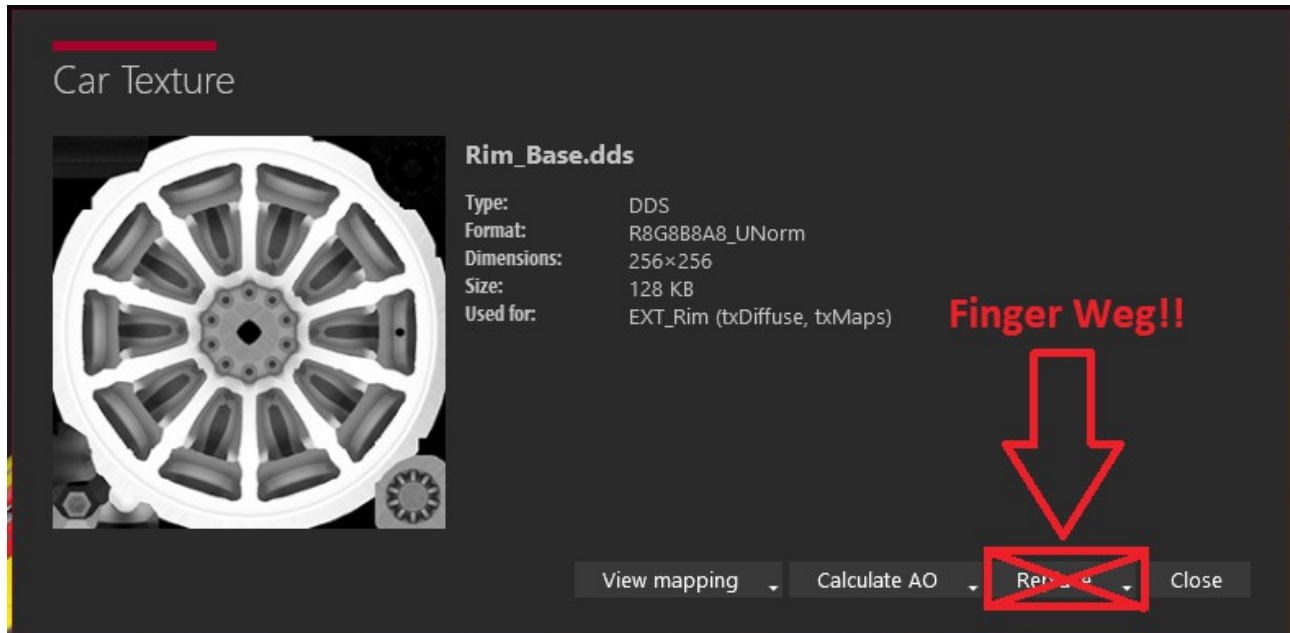 Car Texture
Rim_Base.dds
Type: DDS
Format: R8G8B8A8_UNorm
Dimensions: 256×256
Size: 128 KB
Used for: EXT_Rim (txDiffuse, txMaps)
Finger Weg!!
View mapping Calculate AO Close